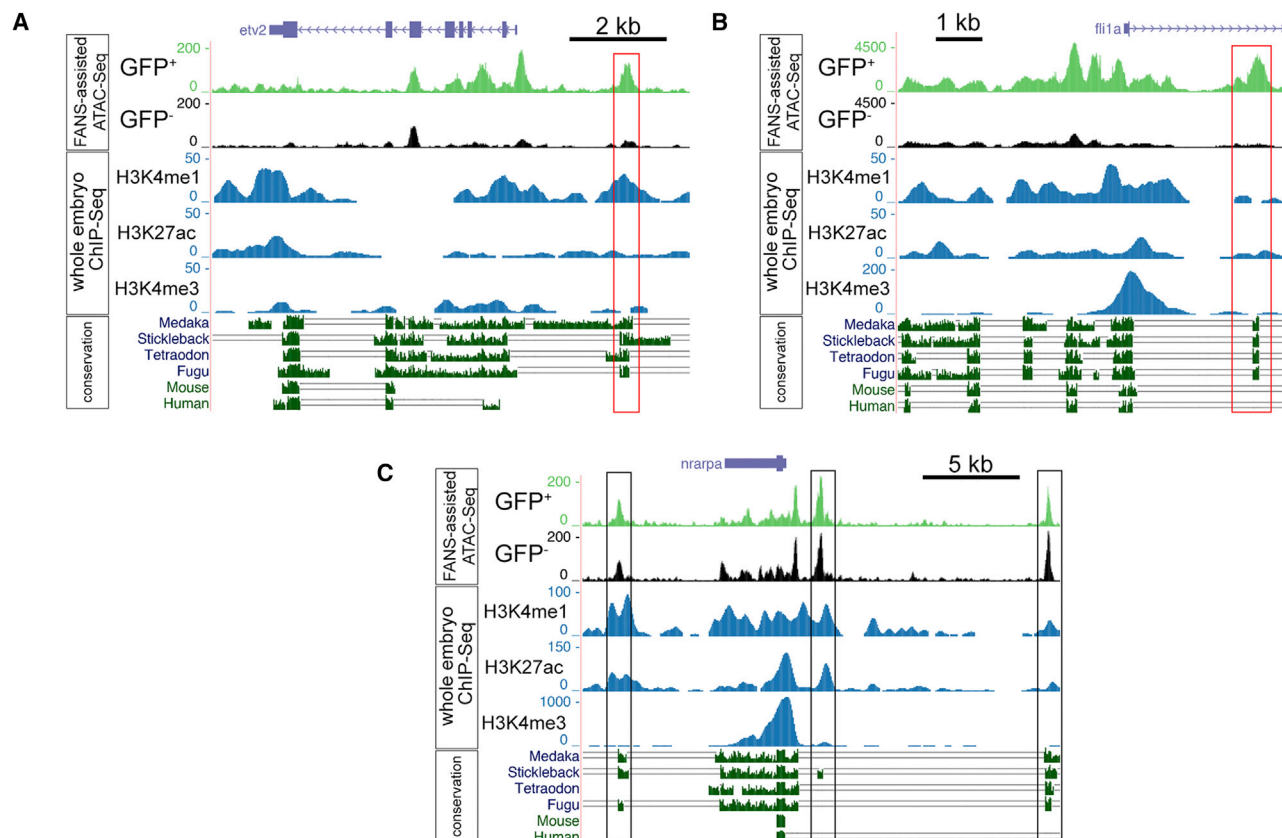 A
etv2
2 kb
FANS-assisted
ATAC-Seq
GFP+
200 -
0
GFP-
200 -
0
whole embryo
ChIP-Seq
H3K4me1
50 -
0
H3K27ac
50 -
0
H3K4me3
50 -
0
conservation
Medaka
Stickleback
Tetraodon
Fugu
Mouse
Human
B
1 kb
fli1a
FANS-assisted
ATAC-Seq
GFP+
4500 -
0
GFP-
4500 -
0
whole embryo
ChIP-Seq
H3K4me1
50 -
0
H3K27ac
50 -
0
H3K4me3
200 -
0
conservation
Medaka
Stickleback
Tetraodon
Fugu
Mouse
Human
C
nrarpa
5 kb
FANS-assisted
ATAC-Seq
GFP+
200 -
0
GFP-
200 -
0
whole embryo
ChIP-Seq
H3K4me1
100 -
0
H3K27ac
150 -
0
H3K4me3
1000 -
0
conservation
Medaka
Stickleback
Tetraodon
Fugu
Mouse
Human